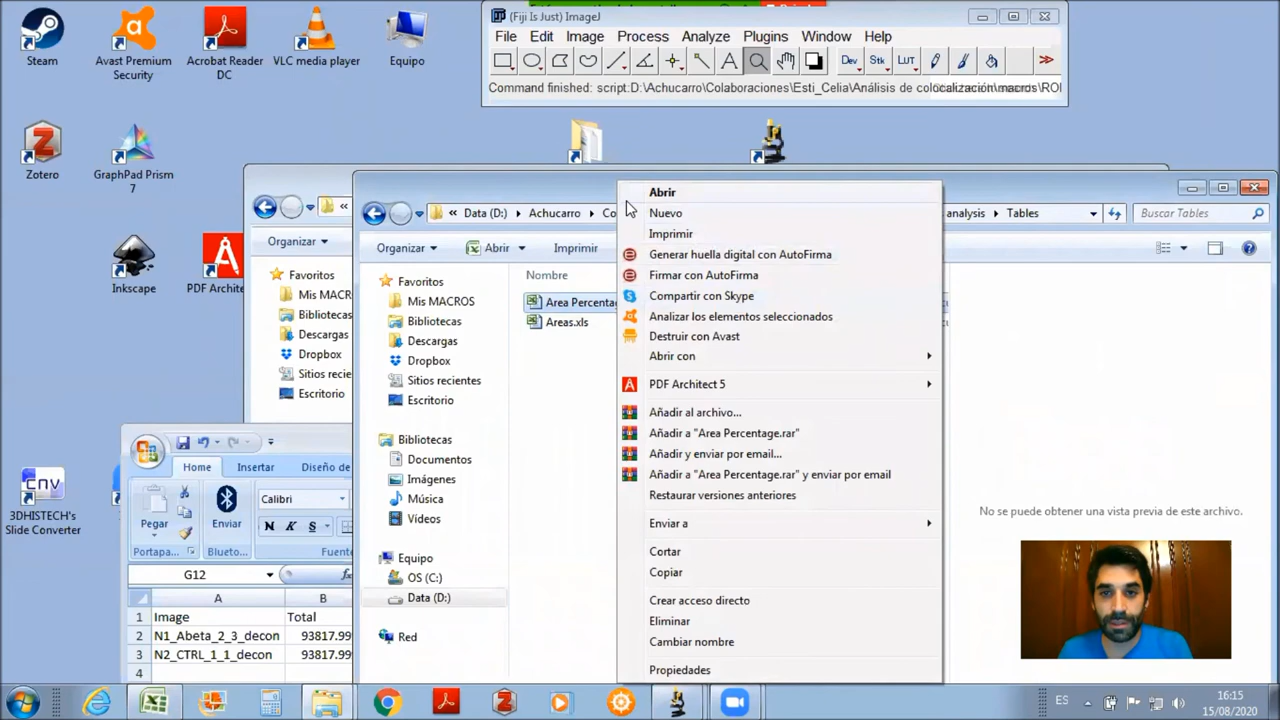 Steam
Avast Premium
Security
Acrobat Reader
DC
VLC media player
Equipo
(Fiji Is Just) ImageJ
File Edit Image Process Analyze Plugins Window Help
Dev Stk LUT
Command finished: script:D:\Achucarro\Colaboraciones\Esti_Celia\Análisis de colocalización\macros\ROI
Zotero
GraphPad Prism
7
Inkscape
PDF Archite
3DHISTECH's
Slide Converter
Organizar
Favoritos
Mis MACR
Bibliotecas
Descargas
Dropbox
Sitios recie
Escritorio
Data (D:) Achucarro Co
analysis Tables
Buscar Tables
Organizar Abrir Imprimir
Favoritos
Mis MACROS
Bibliotecas
Descargas
Dropbox
Sitios recientes
Escritorio
Bibliotecas
Documentos
Imágenes
Música
Vídeos
Equipo
OS (C:)
Data (D:)
Red
Nombre
Area Percentag
Areas.xls
Abrir
Nuevo
Imprimir
Generar huella digital con AutoFirma
Firmar con AutoFirma
Compartir con Skype
Analizar los elementos seleccionados
Destruir con Avast
Abrir con
PDF Architect 5
Añadir al archivo...
Añadir a "Area Percentage.rar"
Añadir y enviar por email...
Añadir a "Area Percentage.rar" y enviar por email
Restaurar versiones anteriores
Enviar a
Cortar
Copiar
Crear acceso directo
Eliminar
Cambiar nombre
Propiedades
No se puede obtener una vista previa de este archivo.
Home Insertar Diseño de
Pegar
Enviar
Calibri
N K S
Portapa... Blueto... Fuente
G12
A B
1 Image Total
2 N1_Abeta_2_3_decon 93817.99
3 N2_CTRL_1_1_decon 93817.99
4
ES
16:15
15/08/2020